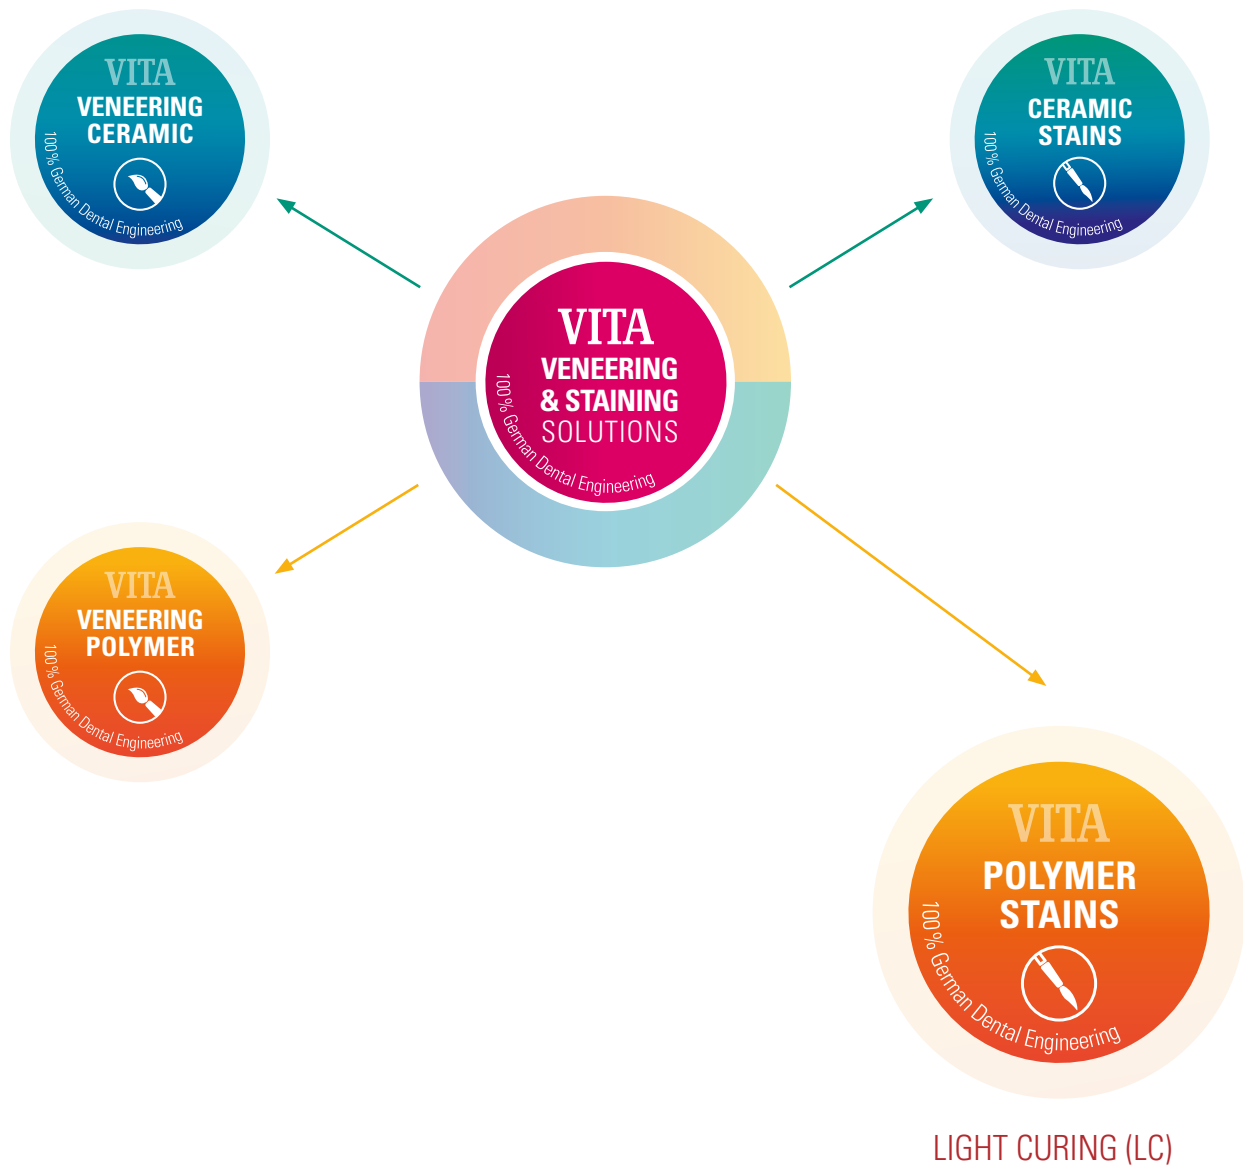 VITA
VENEERING
CERAMIC
100% German Dental Engineering
VITA
CERAMIC
STAINS
100% German Dental Engineering
VITA
VENEERING
& STAINING
SOLUTIONS
100% German Dental Engineering
VITA
VENEERING
POLYMER
100% German Dental Engineering
VITA
POLYMER
STAINS
100% German Dental Engineering
LIGHT CURING (LC)